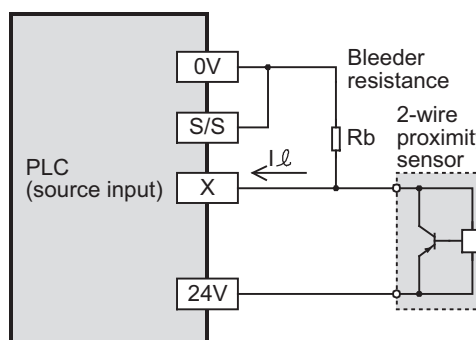 0V
Bleeder
resistance
S/S
2-wire
proximit
sensor
Rb
PLC
(source input)
Iℓ
X
24V